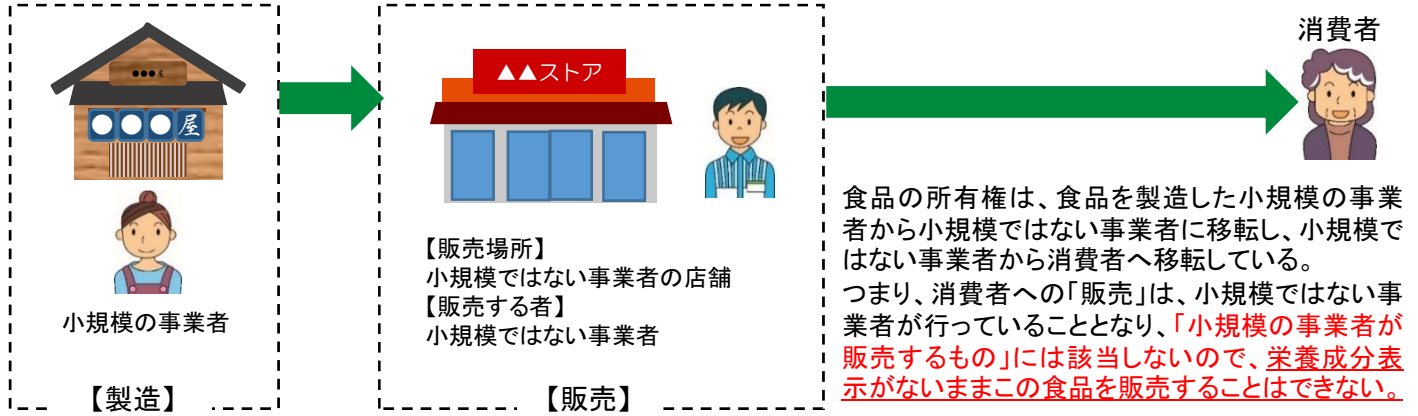 消費者
●●●屋
●●●屋
▲▲ストア
【販売場所】
小規模ではない事業者の店舗
【販売する者】
小規模ではない事業者
小規模の事業者
【製造】
【販売】
食品の所有権は、食品を製造した小規模の事業
者から小規模ではない事業者に移転し、小規模で
はない事業者から消費者へ移転している。
つまり、消費者への「販売」は、小規模ではない事
業者が行っていることとなり、「小規模の事業者が
販売するもの」には該当しないので、栄養成分表
示がないままこの食品を販売することはできない。